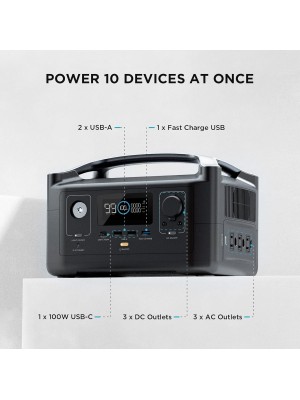 POWER 10 DEVICES AT ONCE
2 x USB-A
1 x Fast Charge USB
99
1 x 100W USB-C
3 x DC Outlets
3 x AC Outlets